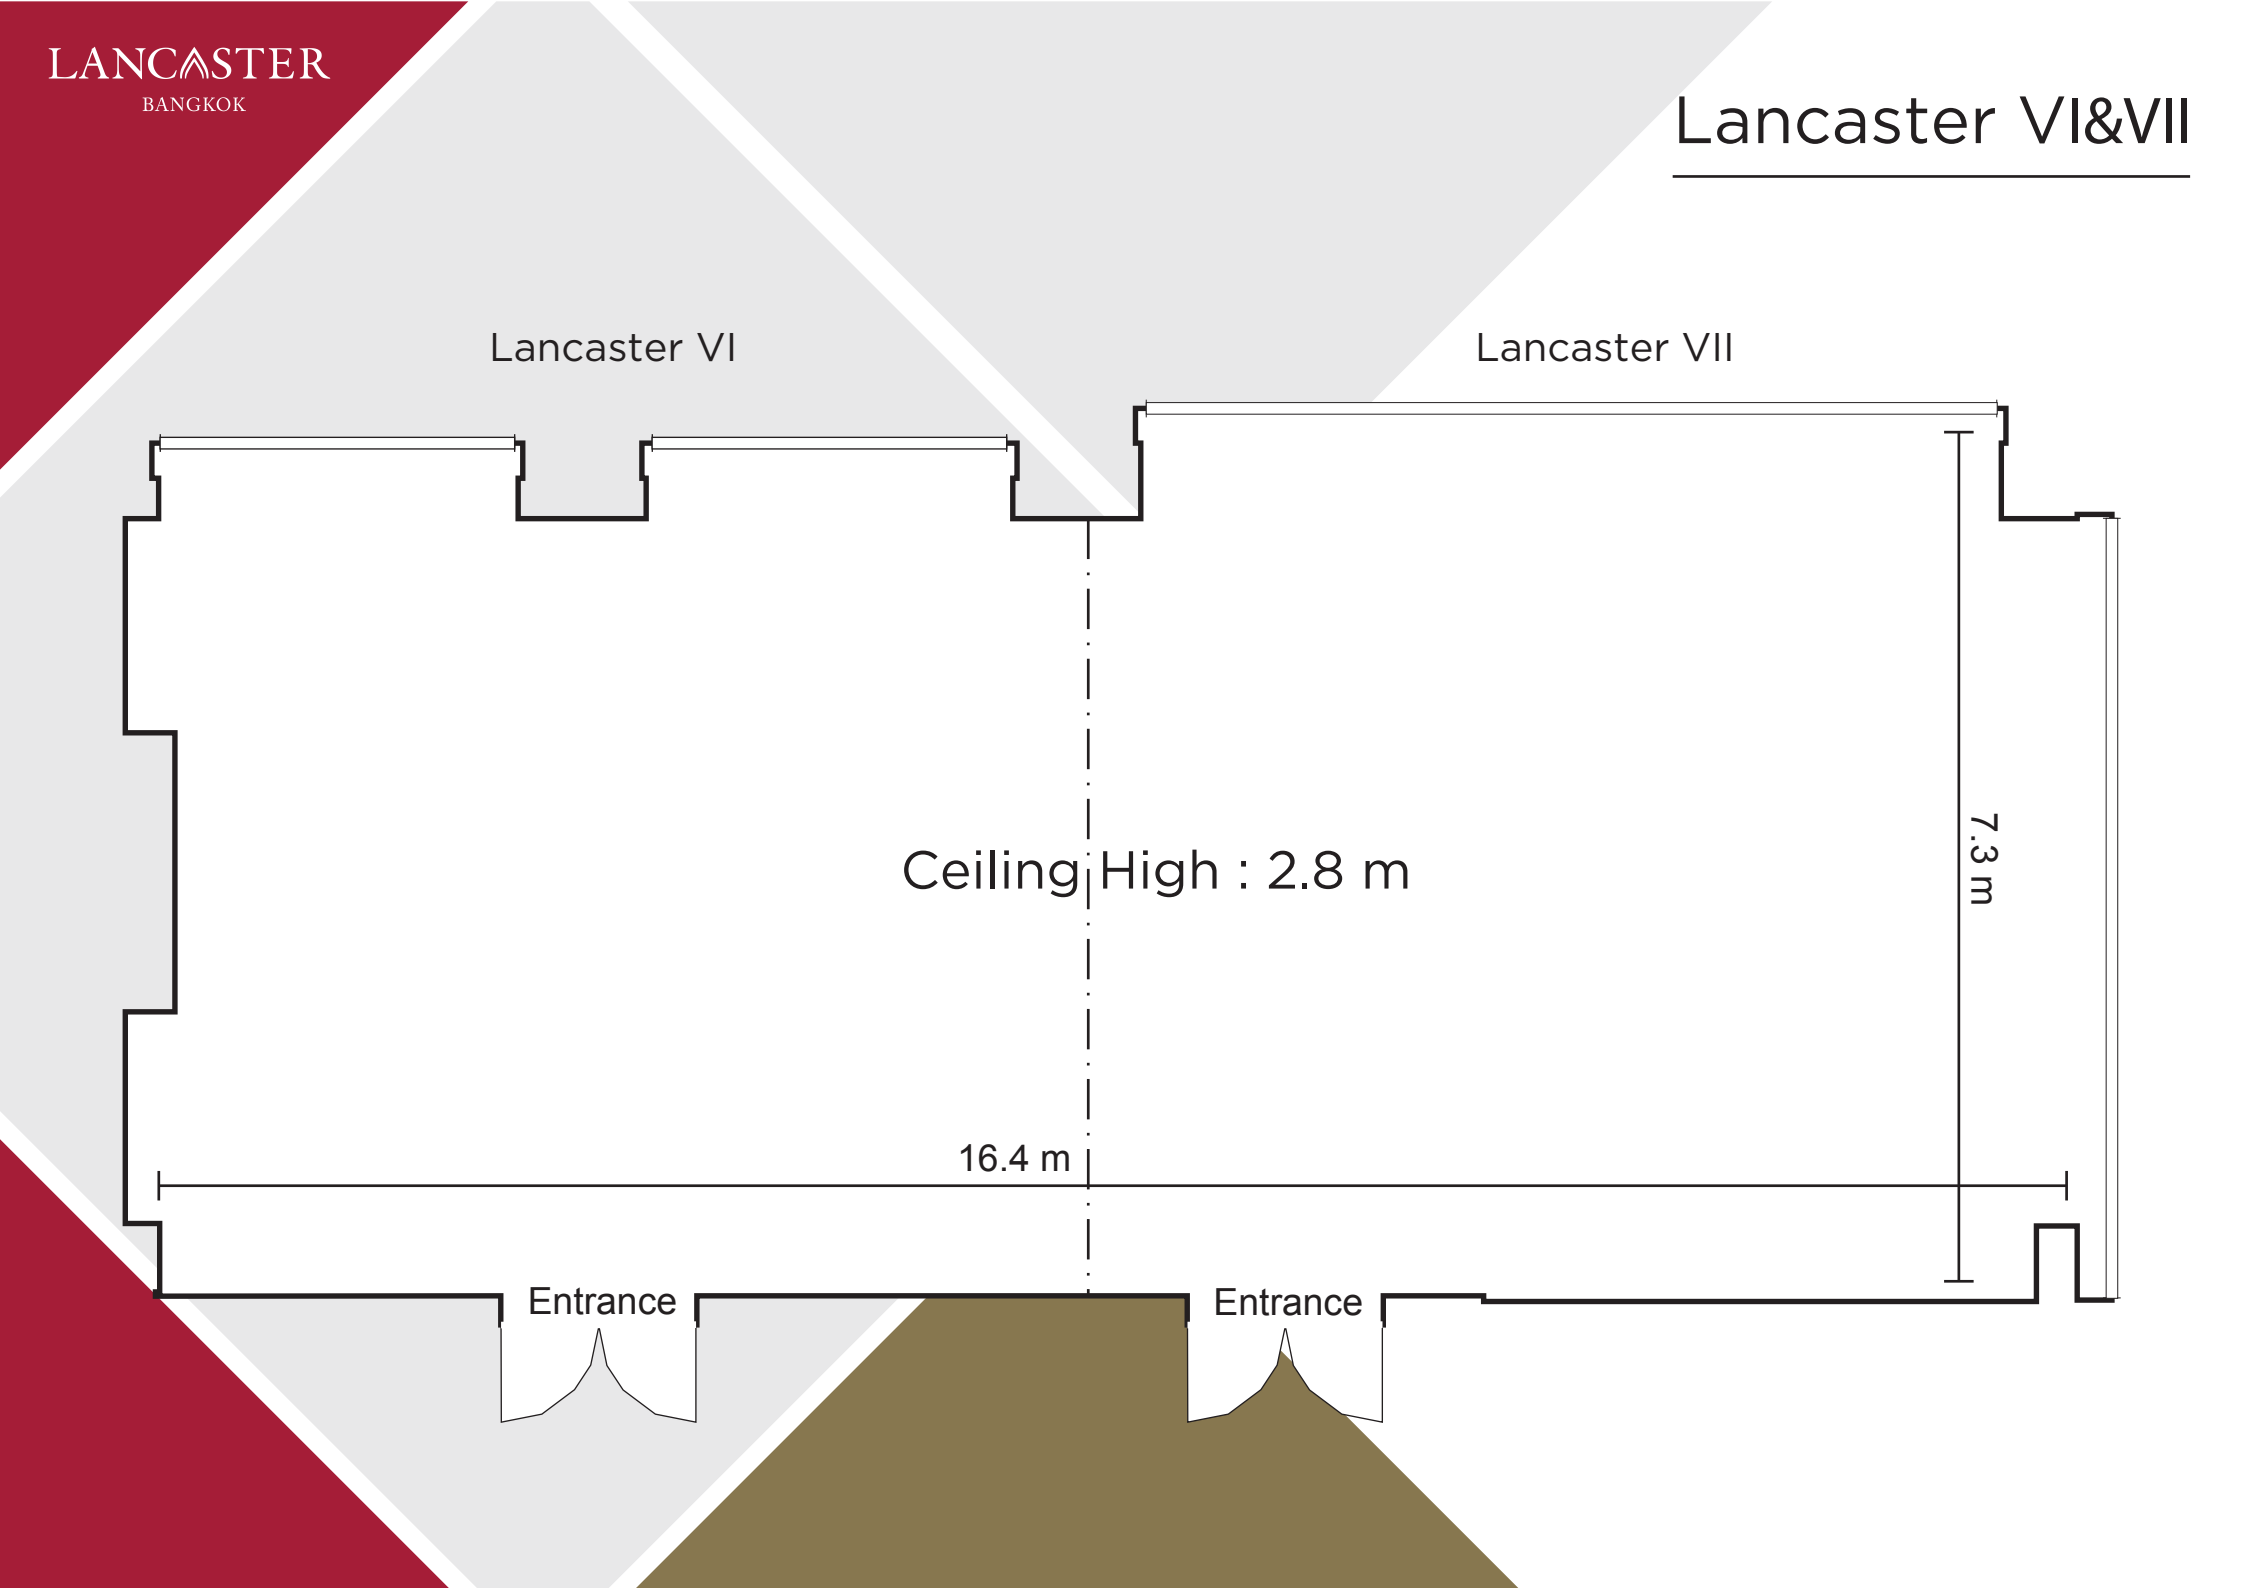 LANCASTER
BANGKOK
Lancaster VI&VII
Lancaster VI
Lancaster VII
Ceiling High : 2.8 m
7.3 m
16.4 m
Entrance
Entrance